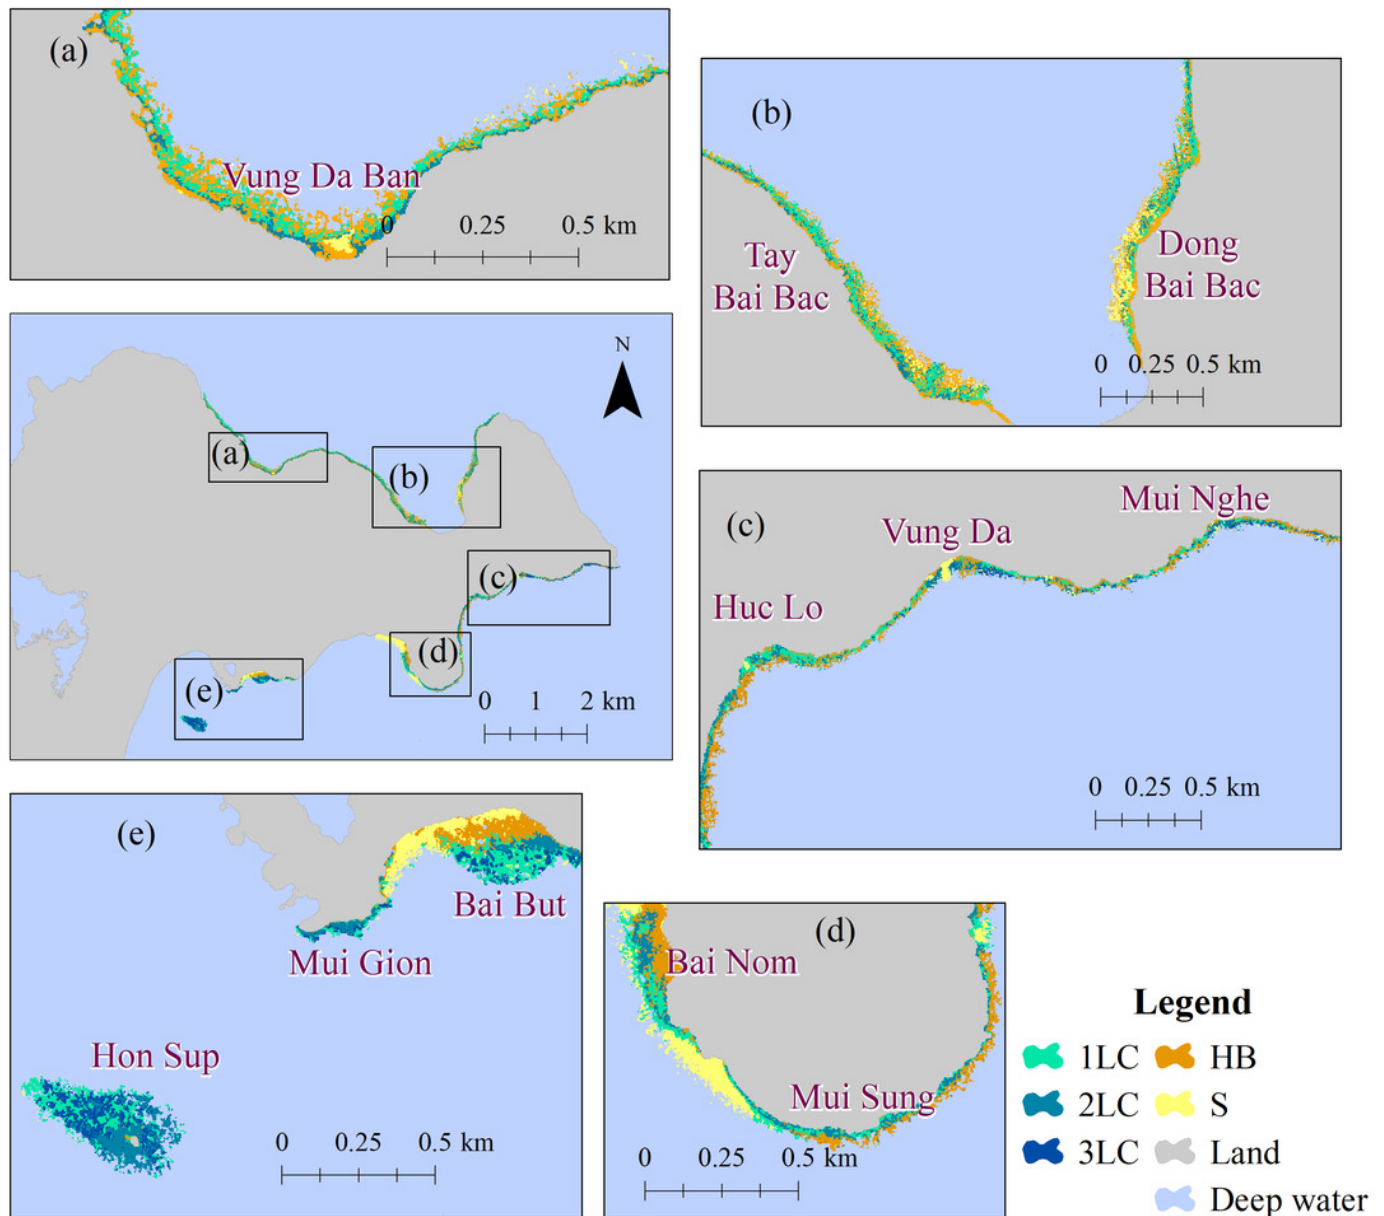 (a)
Vung Da Ban
0 0.25 0.5 km
(b)
Tay
Bai Bac
Dong
Bai Bac
0 0.25 0.5 km
N
(a)
(b)
(c)
(d)
(e)
0 1 2 km
(c)
Mui Nghe
Vung Da
Huc Lo
0 0.25 0.5 km
(e)
Bai But
Mui Gion
Hon Sup
0 0.25 0.5 km
(d)
Bai Nom
Mui Sung
0 0.25 0.5 km
Legend
1LC HB
2LC S
3LC Land
Deep water